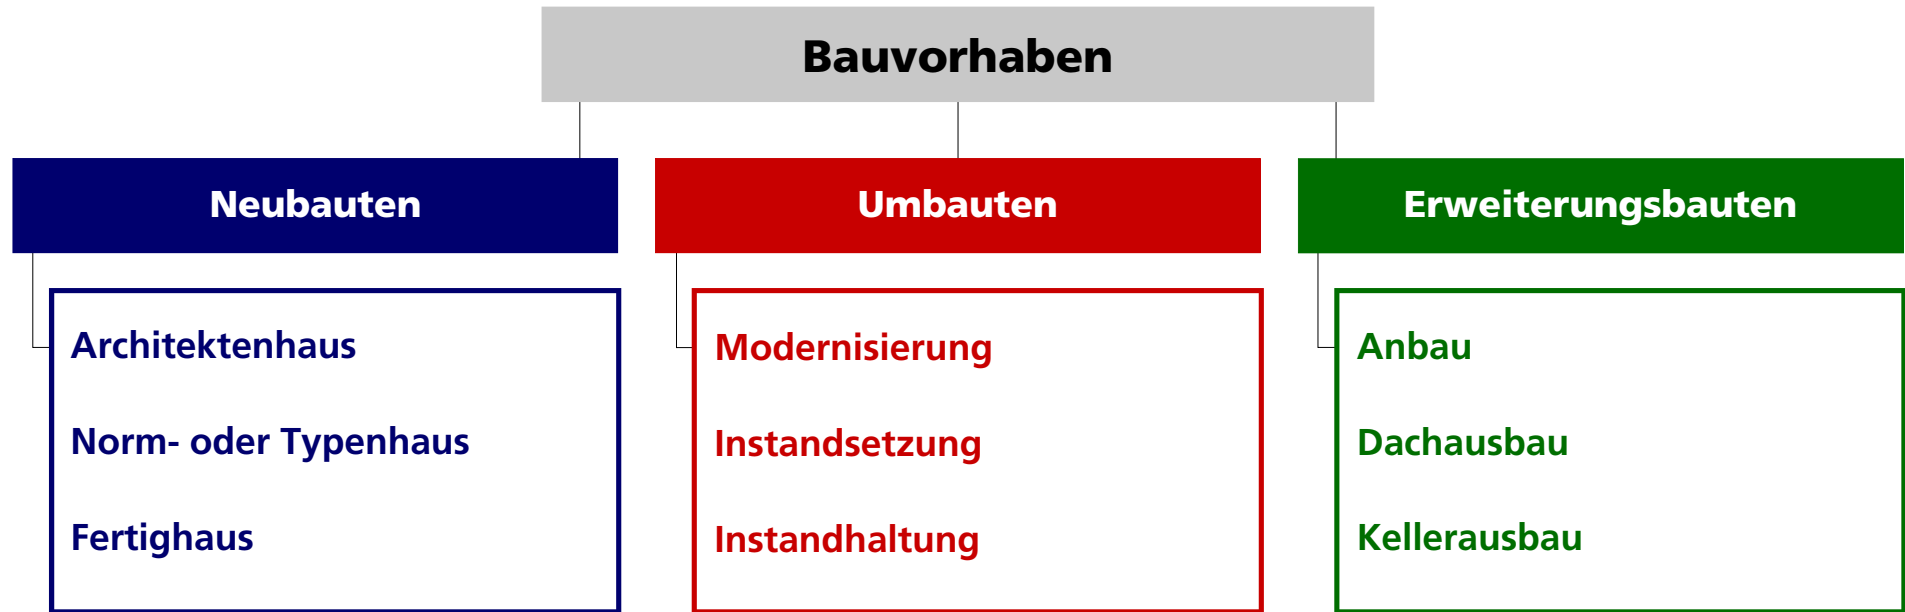 Bauvorhaben
Neubauten
Architektenhaus
Norm- oder Typenhaus
Fertighaus
Umbauten
Modernisierung
Instandsetzung
Instandhaltung
Erweiterungsbauten
Anbau
Dachausbau
Kellerausbau